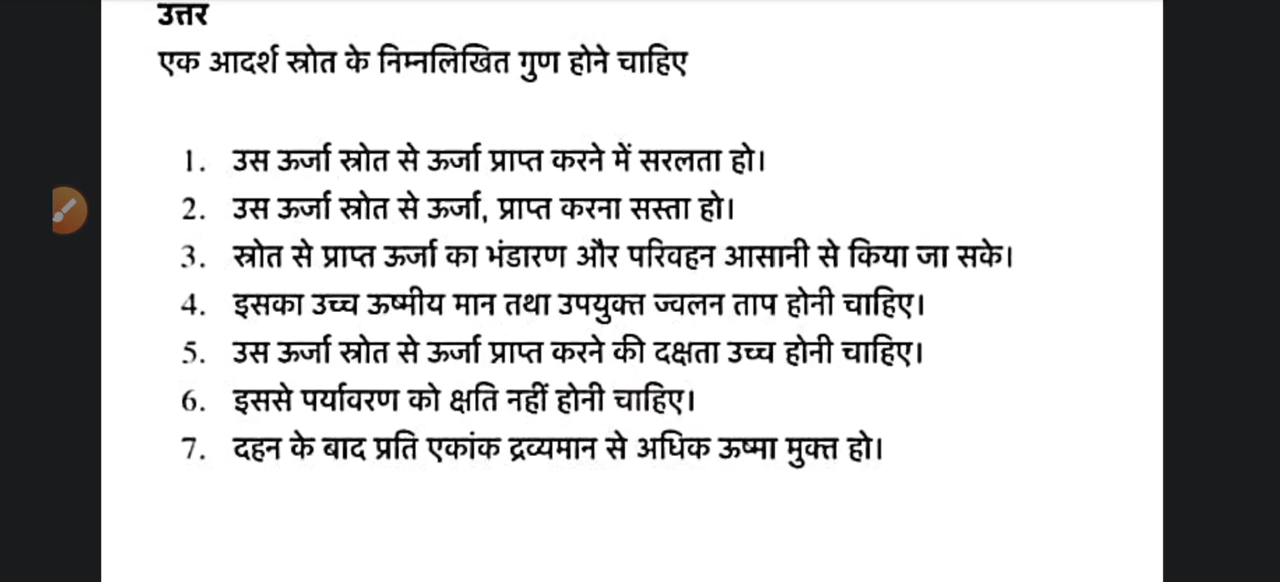 उत्तर
एक आदर्श स्रोत के निम्नलिखित गुण होने चाहिए
1. उस ऊर्जा स्रोत से ऊर्जा प्राप्त करने में सरलता हो।
2. उस ऊर्जा स्रोत से ऊर्जा, प्राप्त करना सस्ता हो।
3. स्रोत से प्राप्त ऊर्जा का भंडारण और परिवहन आसानी से किया जा सके।
4. इसका उच्च ऊष्मीय मान तथा उपयुक्त ज्वलन ताप होनी चाहिए।
5. उस ऊर्जा स्रोत से ऊर्जा प्राप्त करने की दक्षता उच्च होनी चाहिए।
6. इससे पर्यावरण को क्षति नहीं होनी चाहिए।
7. दहन के बाद प्रति एकांक द्रव्यमान से अधिक ऊष्मा मुक्त हो।